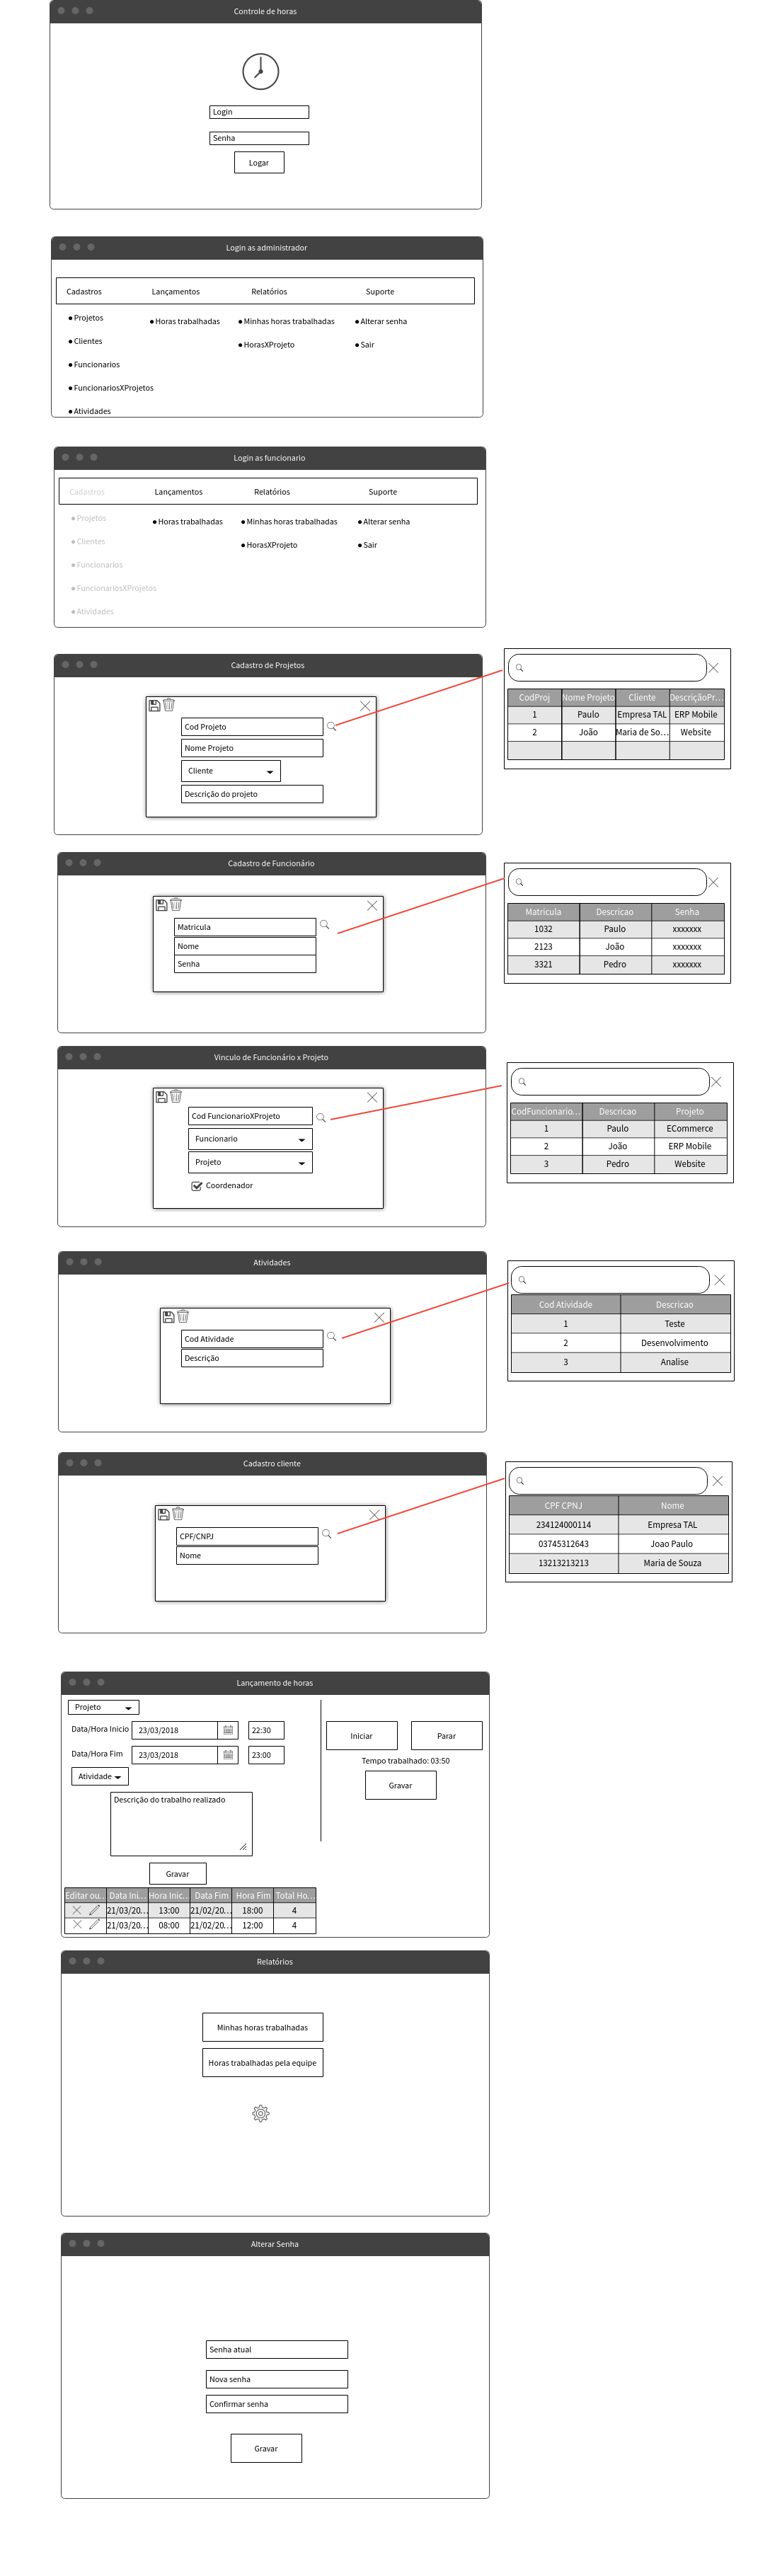 Controle de horas
Login
Senha
Logar
Login as administrador
Cadastros Lançamentos Relatórios Suporte
Projetos
Horas trabalhadas Minhas horas trabalhadas Alterar senha
Clientes
HorasXProjeto Sair
Funcionarios
FuncionariosXProjetos
Atividades
Login as funcionario
Cadastros Lançamentos Relatórios Suporte
Projetos
Horas trabalhadas Minhas horas trabalhadas Alterar senha
Clientes
HorasXProjeto Sair
Funcionarios
FuncionariosXProjetos
Atividades
Cadastro de Projetos
Cod Projeto
Nome Projeto
Cliente
Descrição do projeto
CodProj Nome Projeto Cliente DescriçãoPr...
1 Paulo Empresa TAL ERP Mobile
2 João Maria de So... Website
Cadastro de Funcionário
Matricula
Nome
Senha
Matricula Descricao Senha
1032 Paulo xxxxxxx
2123 João xxxxxxx
3321 Pedro xxxxxxx
Vinculo de Funcionário x Projeto
Cod FuncionarioXProjeto
Funcionario
Projeto
Coordenador
CodFuncionario... Descricao Projeto
1 Paulo ECommerce
2 João ERP Mobile
3 Pedro Website
Atividades
Cod Atividade
Descrição
Cod Atividade Descricao
1 Teste
2 Desenvolvimento
3 Analise
Cadastro cliente
CPF/CNPJ
Nome
CPF CPNJ Nome
234124000114 Empresa TAL
03745312643 Joao Paulo
13213213213 Maria de Souza
Lançamento de horas
Projeto
Data/Hora Inicio 23/03/2018 22:30
Data/Hora Fim 23/03/2018 23:00
Atividade
Descrição do trabalho realizado
Gravar
Iniciar Parar
Tempo trabalhado: 03:50
Gravar
Editar ou... Data Ini... Hora Inic... Data Fim Hora Fim Total Ho...
21/03/20... 13:00 21/02/20... 18:00 4
21/03/20... 08:00 21/02/20... 12:00 4
Relatórios
Minhas horas trabalhadas
Horas trabalhadas pela equipe
Alterar Senha
Senha atual
Nova senha
Confirmar senha
Gravar